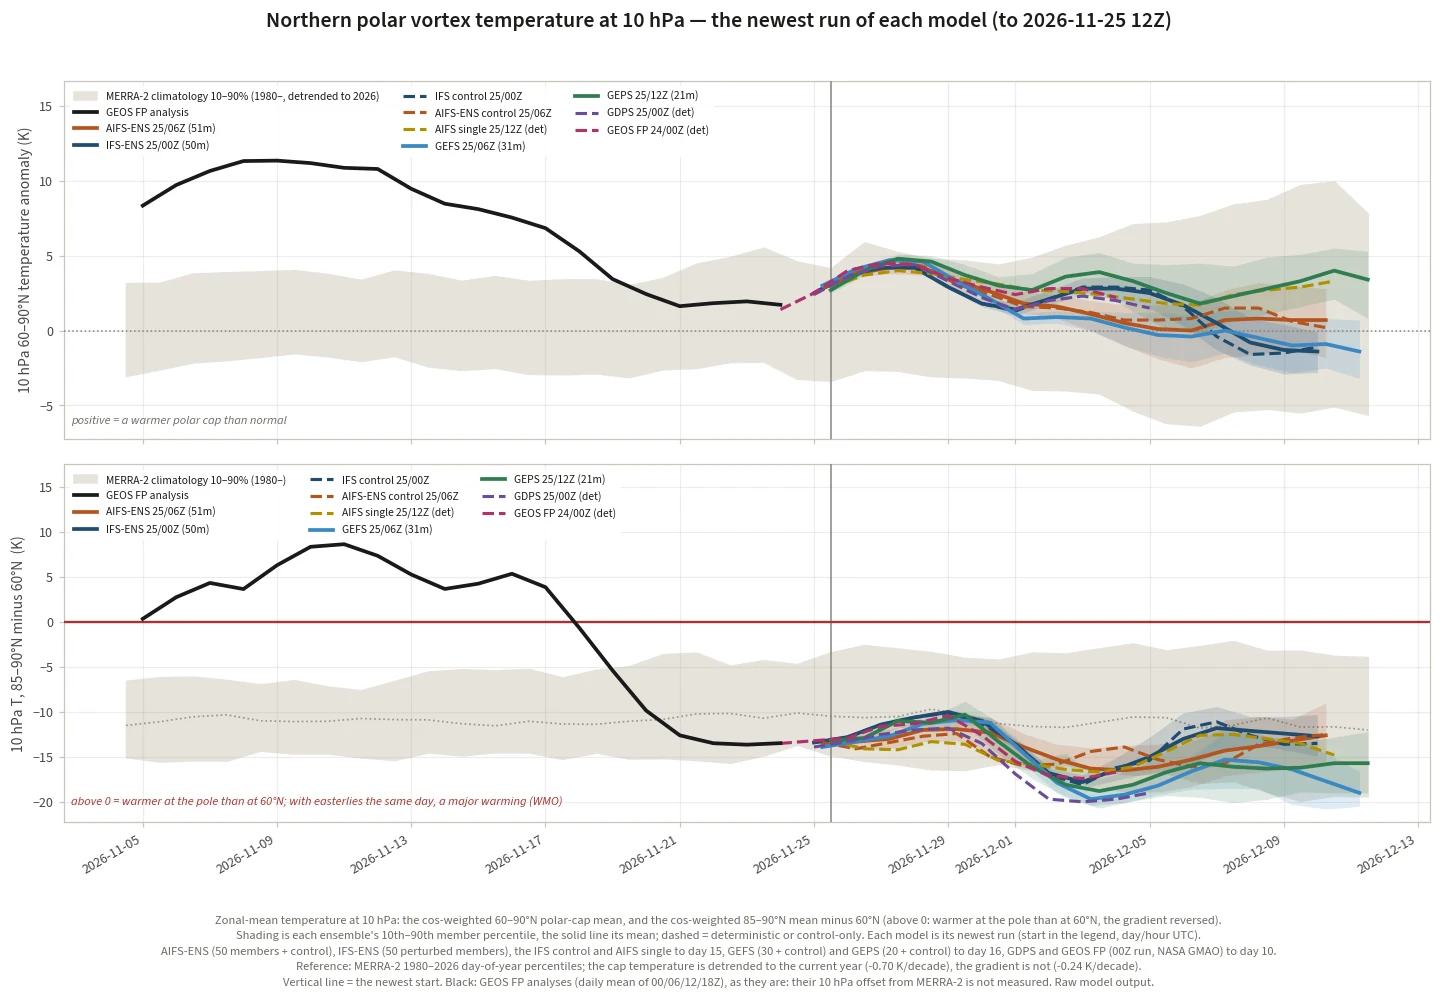 Northern polar vortex temperature at 10 hPa — the newest run of each model (to 2026-11-25 12Z)
10 hPa 60–90°N temperature anomaly (K)
MERRA-2 climatology 10–90% (1980–, detrended to 2026)
GEOS FP analysis
AIFS-ENS 25/06Z (51m)
IFS-ENS 25/00Z (50m)
IFS control 25/00Z
AIFS-ENS control 25/06Z
AIFS single 25/12Z (det)
GEFS 25/06Z (31m)
GEPS 25/12Z (21m)
GDPS 25/00Z (det)
GEOS FP 24/00Z (det)
15
10
5
0
−5
positive = a warmer polar cap than normal
10 hPa T, 85–90°N minus 60°N (K)
MERRA-2 climatology 10–90% (1980–)
GEOS FP analysis
AIFS-ENS 25/06Z (51m)
IFS-ENS 25/00Z (50m)
IFS control 25/00Z
AIFS-ENS control 25/06Z
AIFS single 25/12Z (det)
GEFS 25/06Z (31m)
GEPS 25/12Z (21m)
GDPS 25/00Z (det)
GEOS FP 24/00Z (det)
15
10
5
0
−5
−10
−15
−20
above 0 = warmer at the pole than at 60°N; with easterlies the same day, a major warming (WMO)
2026-11-05
2026-11-09
2026-11-13
2026-11-17
2026-11-21
2026-11-25
2026-11-29
2026-12-01
2026-12-05
2026-12-09
2026-12-13
Zonal-mean temperature at 10 hPa: the cos-weighted 60–90°N polar-cap mean, and the cos-weighted 85–90°N mean minus 60°N (above 0: warmer at the pole than at 60°N, the gradient reversed).
Shading is each ensemble's 10th–90th member percentile, the solid line its mean; dashed = deterministic or control-only. Each model is its newest run (start in the legend, day/hour UTC).
AIFS-ENS (50 members + control), IFS-ENS (50 perturbed members), the IFS control and AIFS single to day 15, GEFS (30 + control) and GEPS (20 + control) to day 16, GDPS and GEOS FP (00Z run, NASA GMAO) to day 10.
Reference: MERRA-2 1980–2026 day-of-year percentiles; the cap temperature is detrended to the current year (-0.70 K/decade), the gradient is not (-0.24 K/decade).
Vertical line = the newest start. Black: GEOS FP analyses (daily mean of 00/06/12/18Z), as they are: their 10 hPa offset from MERRA-2 is not measured. Raw model output.